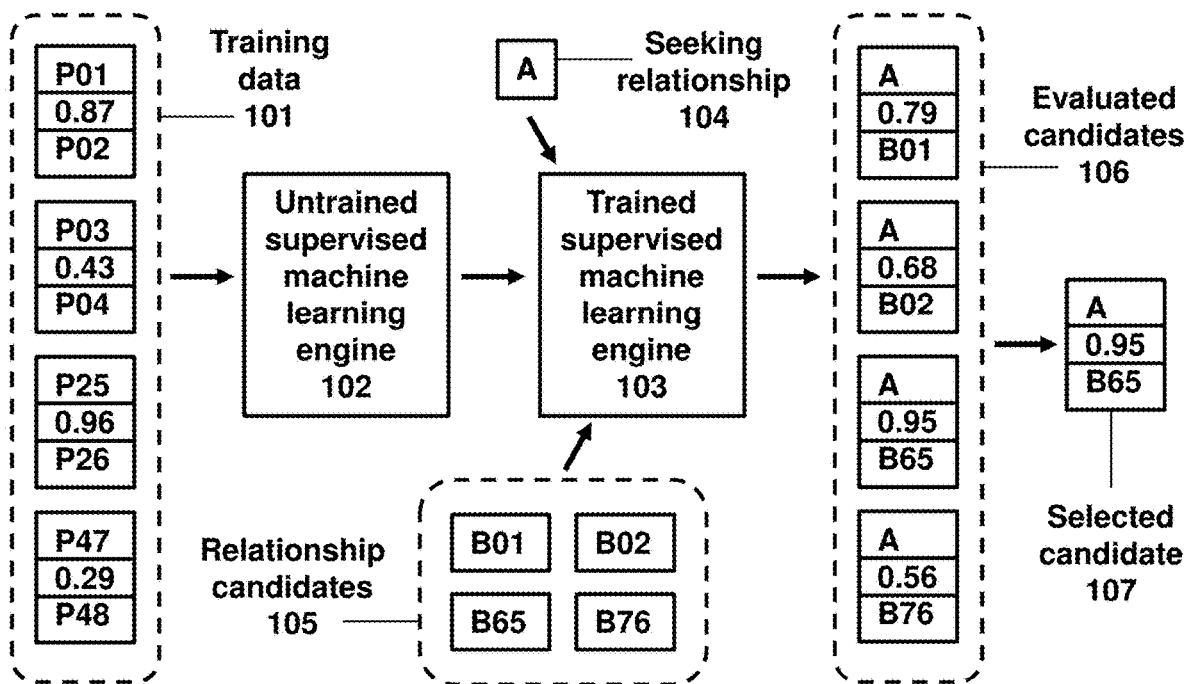 P01
0.87
P02
P03
0.43
P04
P25
0.96
P26
P47
0.29
P48
Training
data
101
Untrained
supervised
machine
learning
engine
102
A
Seeking
relationship
104
Trained
supervised
machine
learning
engine
103
Relationship
candidates
105
B01
B02
B65
B76
A
0.79
B01
A
0.68
B02
A
0.95
B65
A
0.56
B76
Evaluated
candidates
106
A
0.95
B65
Selected
candidate
107